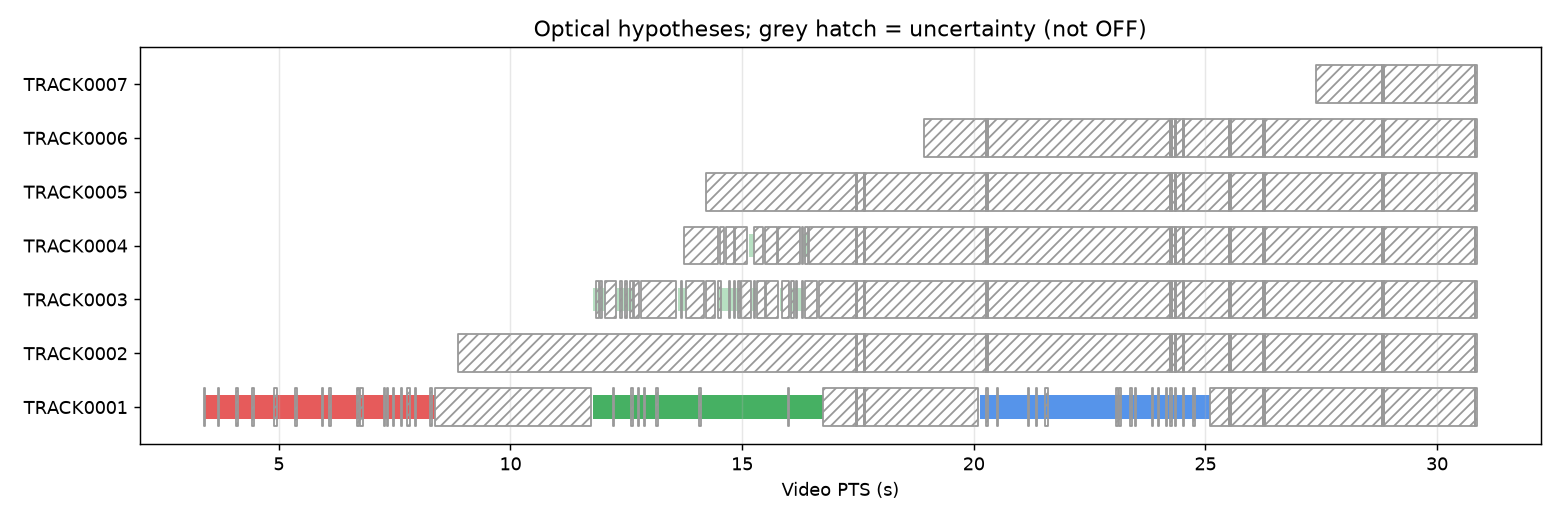 Optical hypotheses; grey hatch = uncertainty (not OFF)
TRACK0007
TRACK0006
TRACK0005
TRACK0004
TRACK0003
TRACK0002
TRACK0001
5 10 15 20 25 30
Video PTS (s)